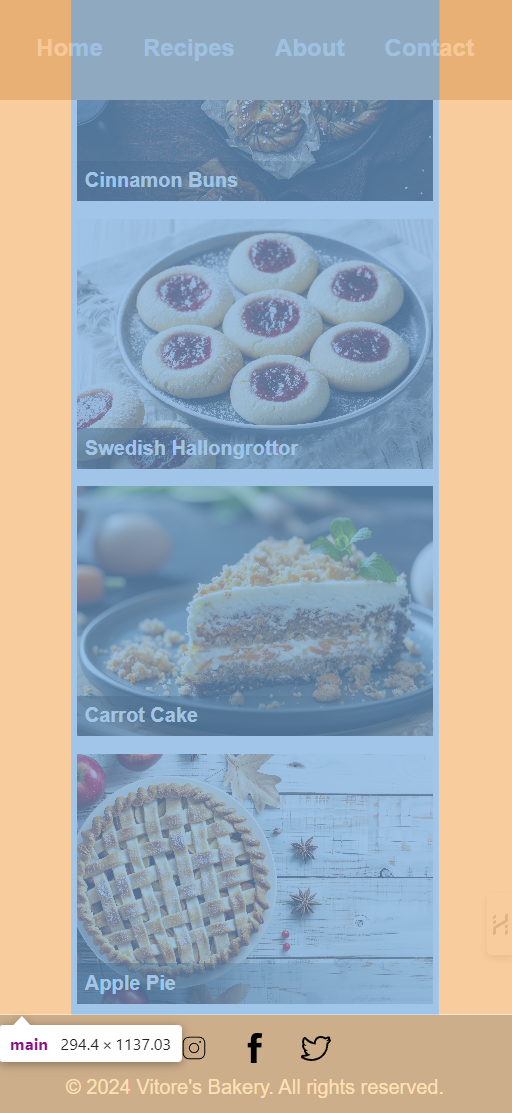 Home Recipes About Contact
Cinnamon Buns
Swedish Hallongrottor
Carrot Cake
Apple Pie
main 294.4 × 1137.03
© 2024 Vitore's Bakery. All rights reserved.